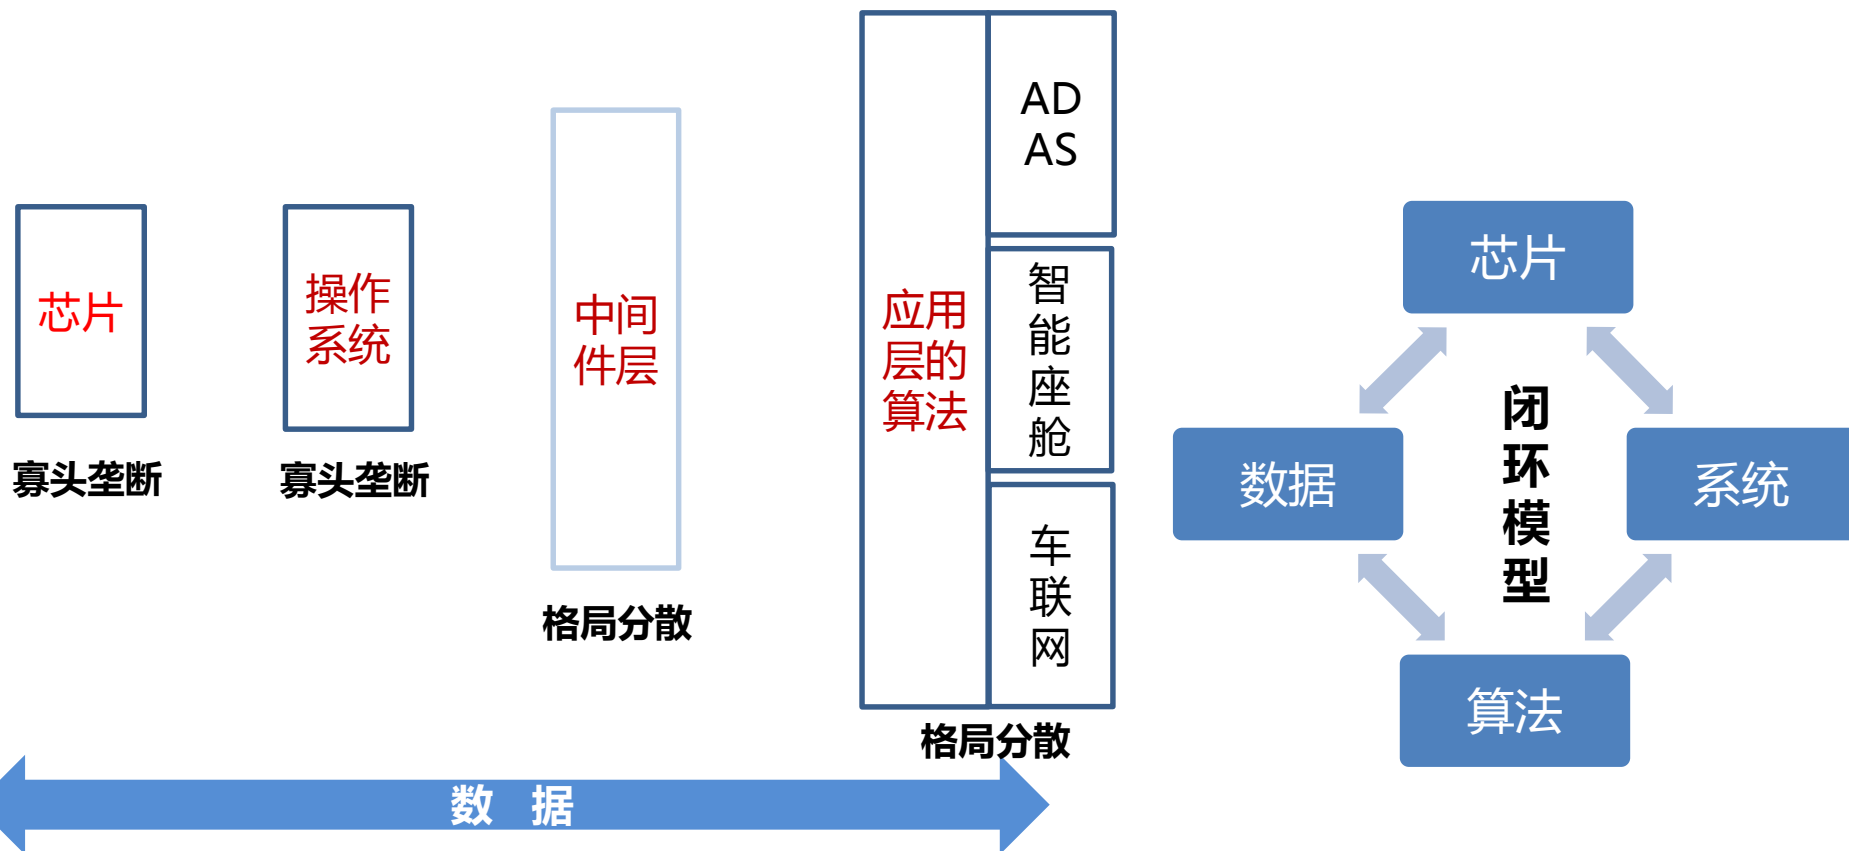 芯片
寡头垄断
操作
系统
寡头垄断
中间
件层
格局分散
应用
层的
算法
AD
AS
智
能
座
舱
车
联
网
格局分散
数 据
芯片
数据
闭
环
模
型
系统
算法